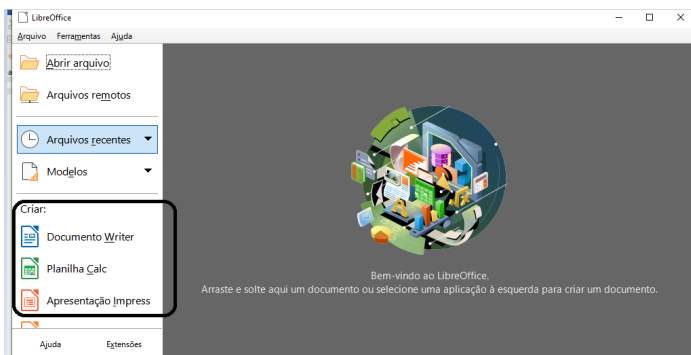 LibreOffice
Arquivo Ferramentas Ajuda
Abrir arquivo
Arquivos remotos
Arquivos recentes
Modelos
Criar:
Documento Writer
Planilha Calc
Apresentação Impress
Ajuda Extensões
Bem-vindo ao LibreOffice.
Arraste e solte aqui um documento ou selecione uma aplicação à esquerda para criar um documento.